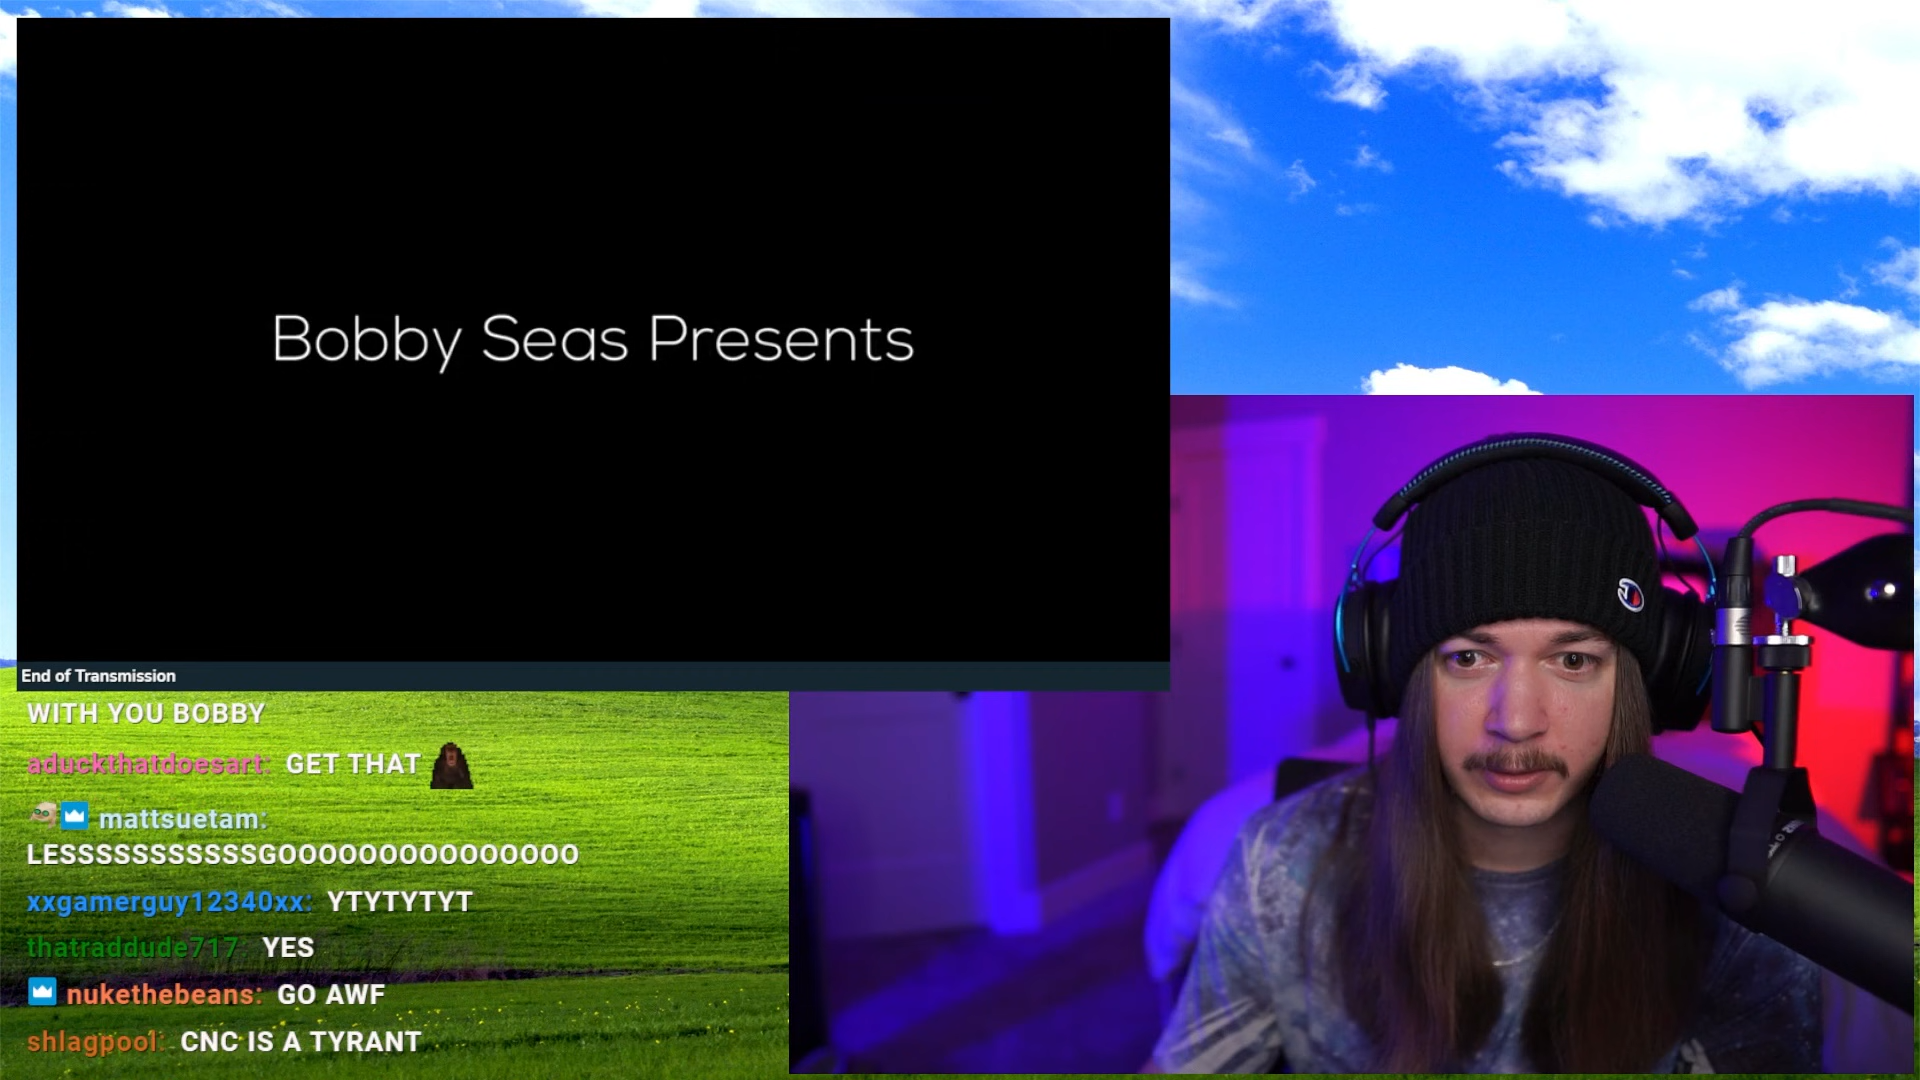 Bobby Seas Presents
End of Transmission
WITH YOU BOBBY
aduckthatdoesart: GET THAT
mattsuetam:
LESSSSSSSSSSSGOOOOOOOOOOOOOOO
xxgamerguy12340xx: YTYTYTYT
thatraddude717: YES
nukethebeans: GO AWF
shlagpool: CNC IS A TYRANT